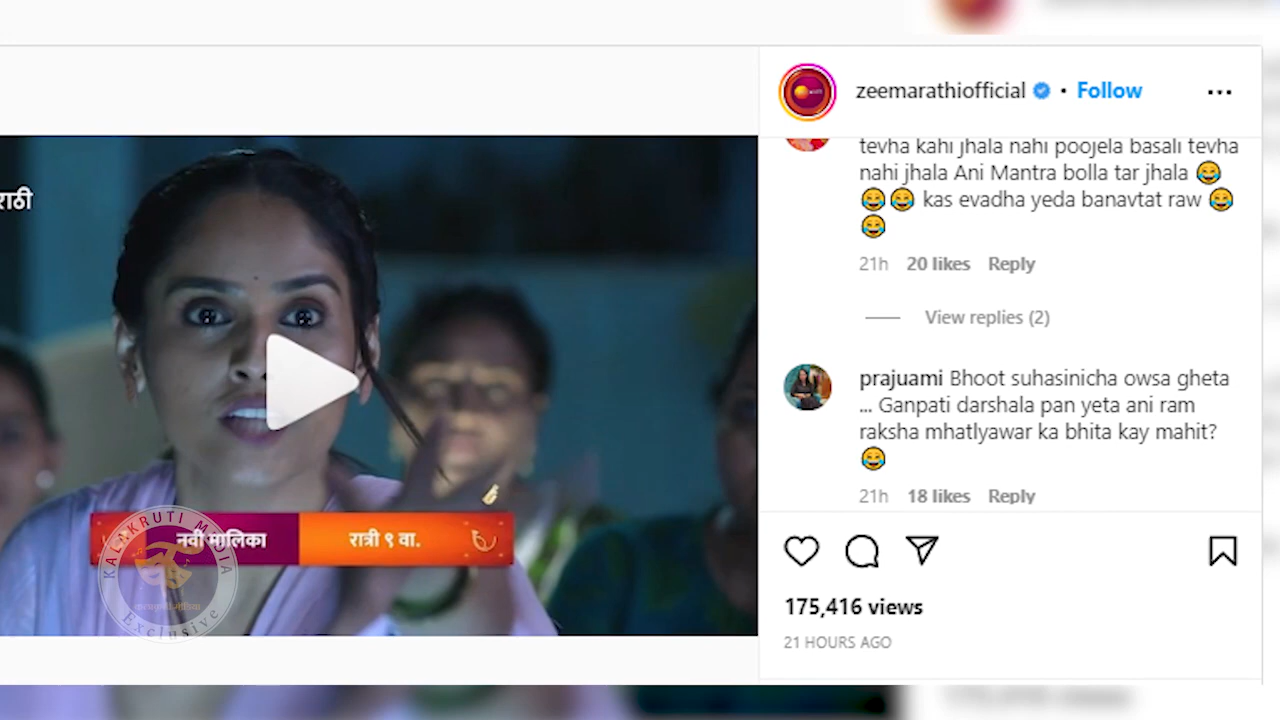 zeemarathiofficial • Follow
tevha kahi jhala nahi poojela basali tevha
nahi jhala Ani Mantra bolla tar jhala 😂
😂😂 kas evadha yeda banavtat raw 😂
😂
21h 20 likes Reply
View replies (2)
prajuami Bhoot suhasinicha owsa gheta
... Ganpati darshala pan yeta ani ram
raksha mhatlyawar ka bhita kay mahit?
😂
21h 18 likes Reply
175,416 views
21 HOURS AGO
राठी
नवी मालिका रात्री ९ वा.
KALAKRUTI MEDIA
Exclusive